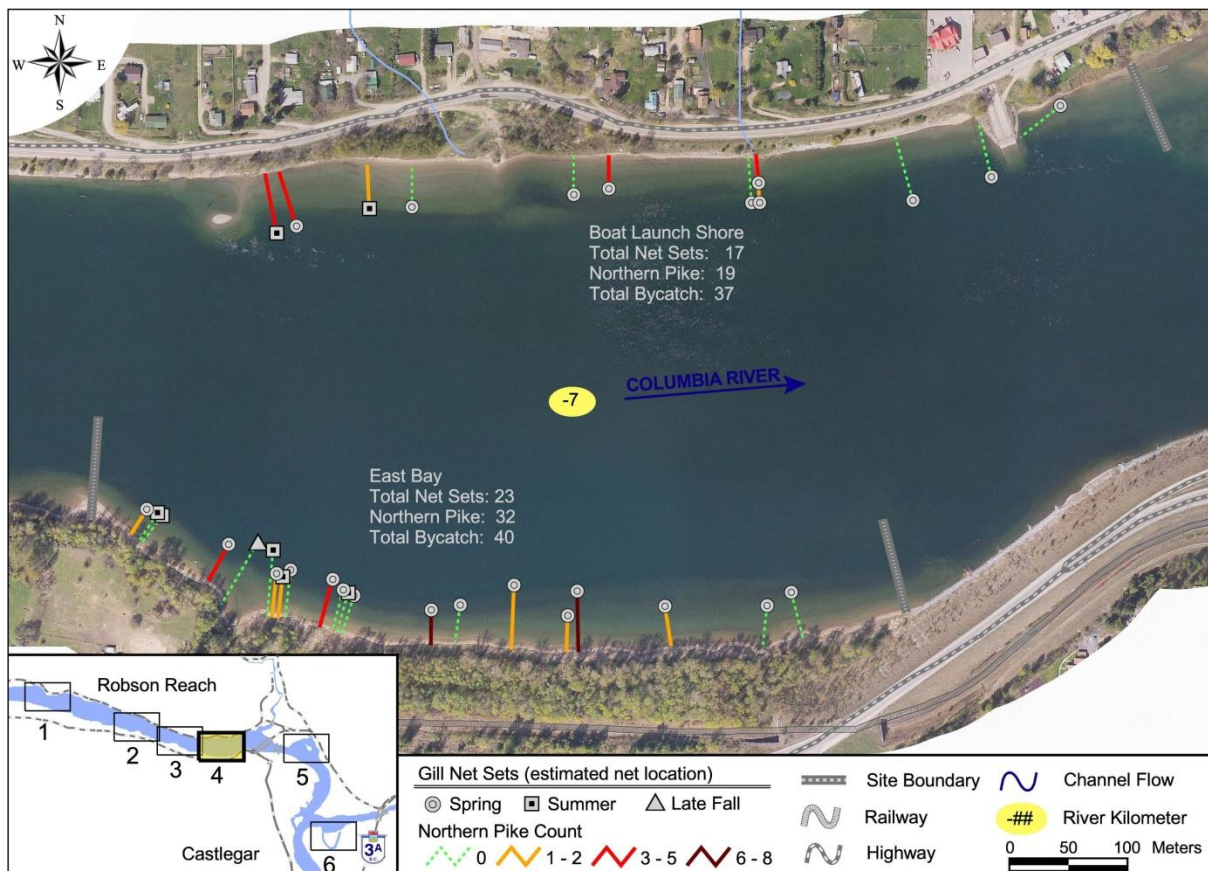 N
W E
S
Boat Launch Shore
Total Net Sets: 17
Northern Pike: 19
Total Bycatch: 37
-7
COLUMBIA RIVER
East Bay
Total Net Sets: 23
Northern Pike: 32
Total Bycatch: 40
Robson Reach
1
2
3
4
5
6
Castlegar
3A
B.C.
Gill Net Sets (estimated net location)
Spring Summer Late Fall
Northern Pike Count
0 1 - 2 3 - 5 6 - 8
Site Boundary
Railway
Highway
Channel Flow
-## River Kilometer
0 50 100 Meters